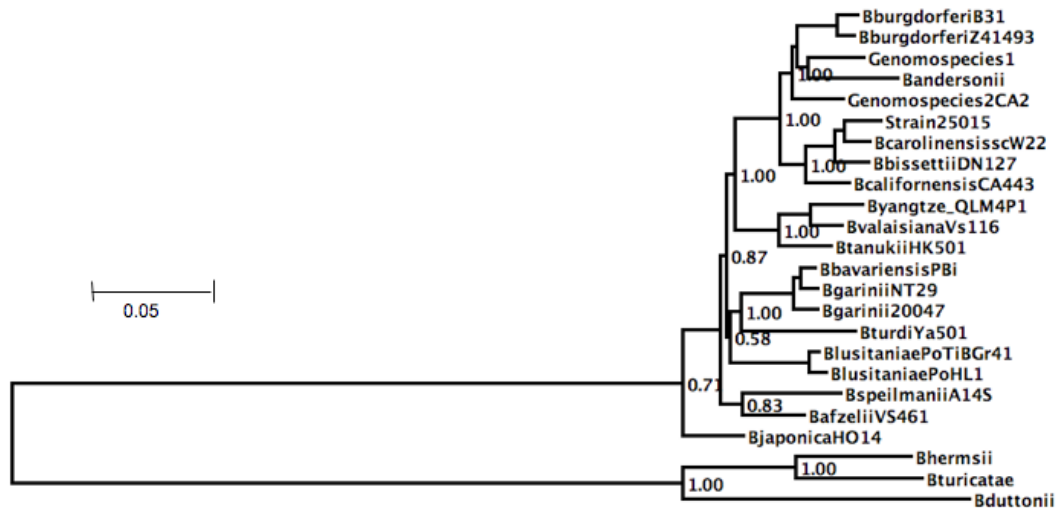 BburgdorferiB31
BburgdorferiZ41493
Genomospecies1
1.00
Bandersonii
Genomospecies2CA2
1.00
Strain25015
BcarolinensisscW22
1.00
BbissettiiDN127
1.00
BcalifornensisCA443
Byangtze_QLM4P1
1.00
BvalaisianaVs116
BtanukiiHK501
0.87
BbavariensisPBi
BgariniiNT29
0.05
1.00
Bgarinii20047
0.58
BturdiYa501
BlusitaniaePoTiBGr41
BlusitaniaePoHL1
0.71
BspeilmaniiA14S
0.83
BafzeliiVS461
BjaponicaHO14
Bhermsii
1.00
Bturicatae
1.00
Bduttonii